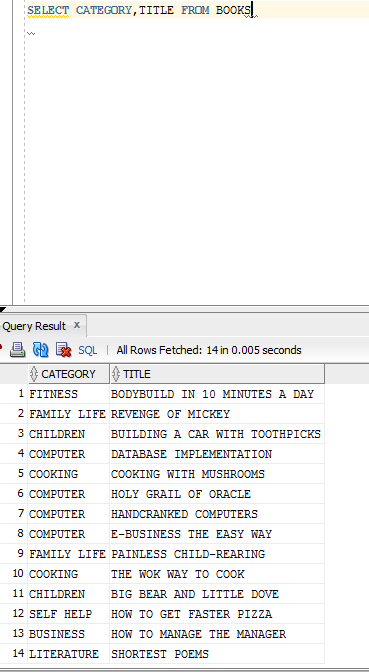 SELECT CATEGORY,TITLE FROM BOOKS
Query Result x
SQL | All Rows Fetched: 14 in 0.005 seconds
CATEGORY TITLE
1 FITNESS BODYBUILD IN 10 MINUTES A DAY
2 FAMILY LIFE REVENGE OF MICKEY
3 CHILDREN BUILDING A CAR WITH TOOTHPICKS
4 COMPUTER DATABASE IMPLEMENTATION
5 COOKING COOKING WITH MUSHROOMS
6 COMPUTER HOLY GRAIL OF ORACLE
7 COMPUTER HANDCRANKED COMPUTERS
8 COMPUTER E-BUSINESS THE EASY WAY
9 FAMILY LIFE PAINLESS CHILD-REARING
10 COOKING THE WOK WAY TO COOK
11 CHILDREN BIG BEAR AND LITTLE DOVE
12 SELF HELP HOW TO GET FASTER PIZZA
13 BUSINESS HOW TO MANAGE THE MANAGER
14 LITERATURE SHORTEST POEMS